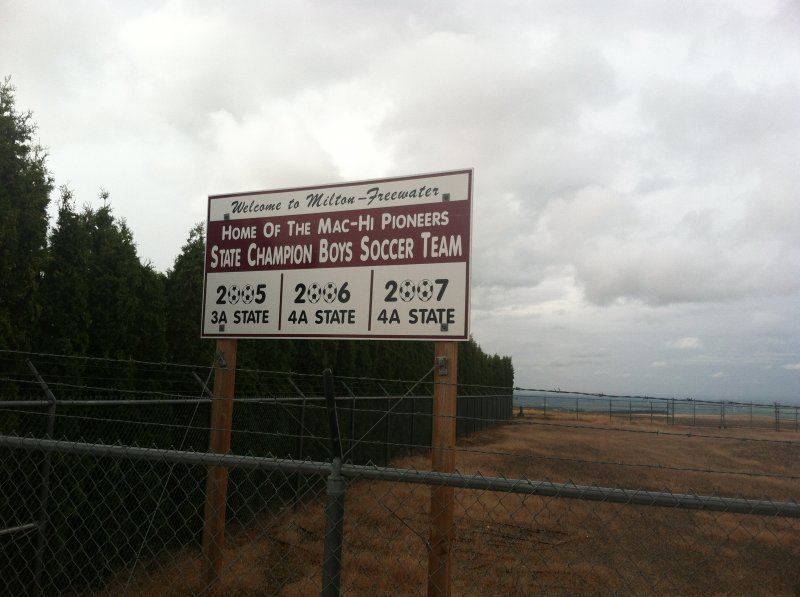 Welcome to Milton-Freewater
Home Of The Mac-Hi Pioneers
State Champion Boys Soccer Team
2005 2006 2007
3A State 4A State 4A State